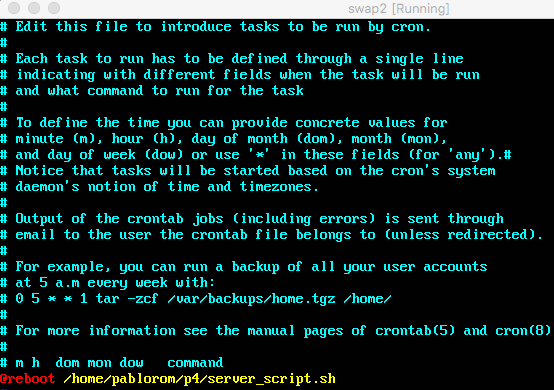 swap2 [Running]
# Edit this file to introduce tasks to be run by cron.
#
# Each task to run has to be defined through a single line
# indicating with different fields when the task will be run
# and what command to run for the task
#
# To define the time you can provide concrete values for
# minute (m), hour (h), day of month (dom), month (mon),
# and day of week (dow) or use '*' in these fields (for 'any').#
# Notice that tasks will be started based on the cron's system
# daemon's notion of time and timezones.
#
# Output of the crontab jobs (including errors) is sent through
# email to the user the crontab file belongs to (unless redirected).
#
# For example, you can run a backup of all your user accounts
# at 5 a.m every week with:
# 0 5 * * 1 tar -zcf /var/backups/home.tgz /home/
#
# For more information see the manual pages of crontab(5) and cron(8)
#
# m h  dom mon dow   command
@reboot /home/pablorom/p4/server_script.sh